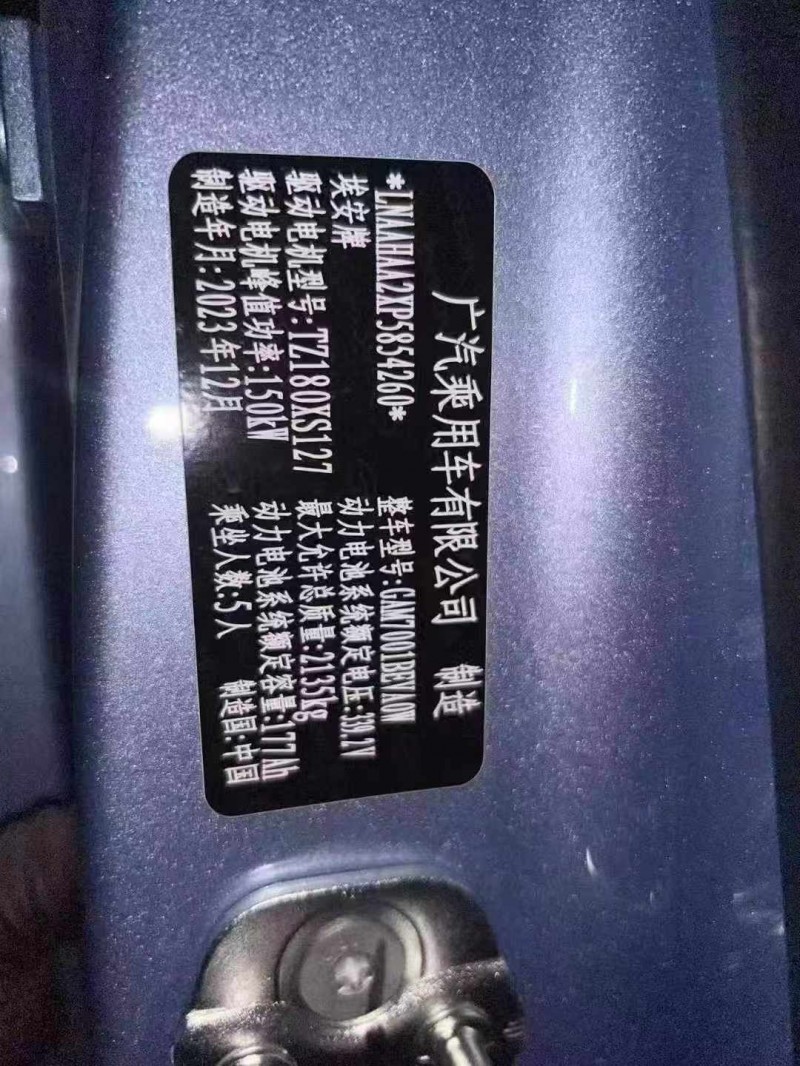 广汽乘用车有限公司 制造
*LNAAHAA2XP5854260* 整车型号:GAM7001BEVA0W
埃安牌 动力电池系统额定电压:339.1V
驱动电机型号:TZ180XS127 最大允许总质量:2135kg
驱动电机峰值功率:150kW 动力电池系统额定容量:177Ah
制造年月:2023年12月 乘坐人数:5人 制造国:中国